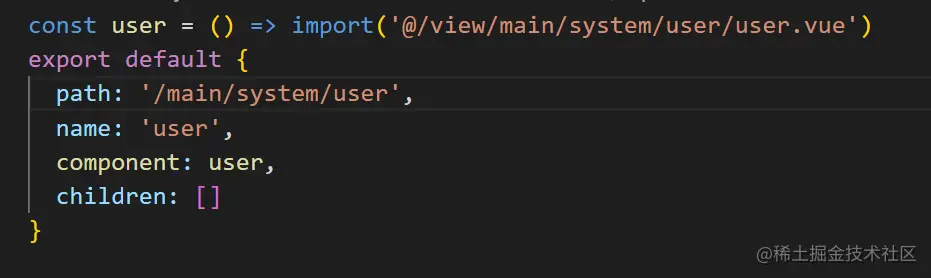 const user = () => import('@/view/main/system/user/user.vue')
export default {
  path: '/main/system/user',
  name: 'user',
  component: user,
  children: []
}
@稀土掘金技术社区